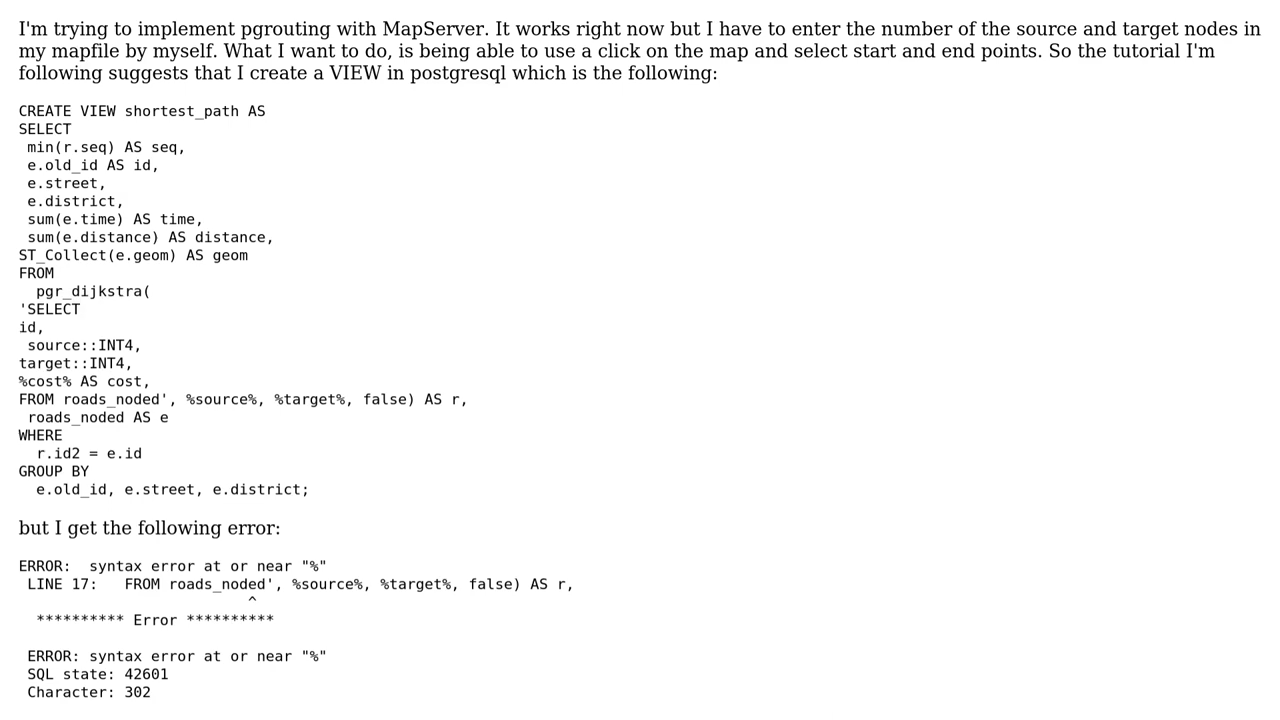 I'm trying to implement pgrouting with MapServer. It works right now but I have to enter the number of the source and target nodes in
my mapfile by myself. What I want to do, is being able to use a click on the map and select start and end points. So the tutorial I'm
following suggests that I create a VIEW in postgresql which is the following:
CREATE VIEW shortest_path AS
SELECT
min(r.seq) AS seq,
e.old_id AS id,
e.street,
e.district,
sum(e.time) AS time,
sum(e.distance) AS distance,
ST_Collect(e.geom) AS geom
FROM
pgr_dijkstra(
'SELECT
id,
source::INT4,
target::INT4,
%cost% AS cost,
FROM roads_noded', %source%, %target%, false) AS r,
roads_noded AS e
WHERE
r.id2 = e.id
GROUP BY
e.old_id, e.street, e.district;
but I get the following error:
ERROR:  syntax error at or near "%"
LINE 17:   FROM roads_noded', %source%, %target%, false) AS r,
^
********** Error **********
ERROR: syntax error at or near "%"
SQL state: 42601
Character: 302